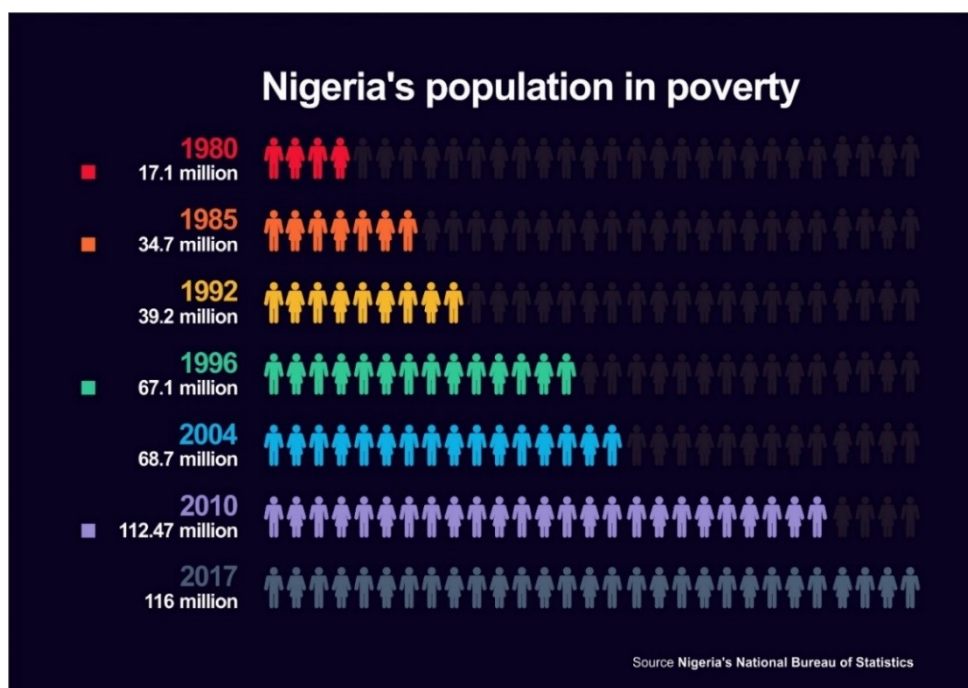 Nigeria's population in poverty
1980
17.1 million
1985
34.7 million
1992
39.2 million
1996
67.1 million
2004
68.7 million
2010
112.47 million
2017
116 million
Source Nigeria's National Bureau of Statistics